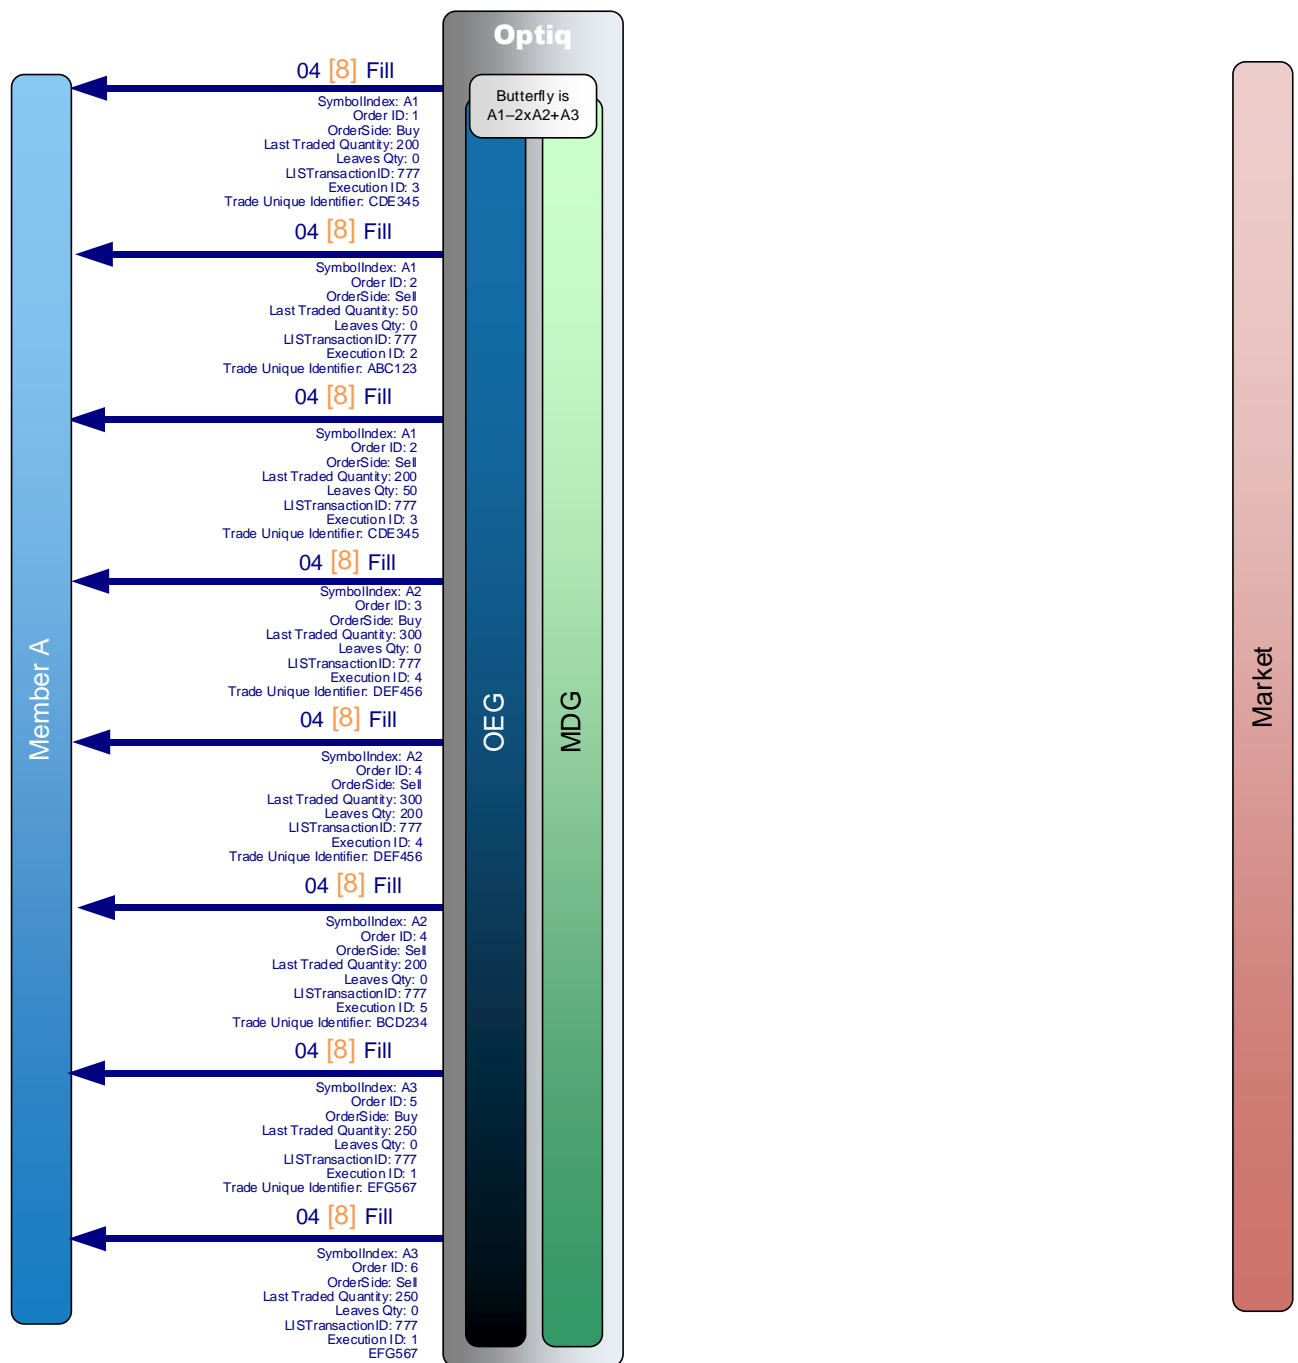 Optiq
Butterfly is
A1–2xA2+A3
04 [8] Fill
SymbolIndex: A1
Order ID: 1
OrderSide: Buy
Last Traded Quantity: 200
Leaves Qty: 0
LISTransactionID: 777
Execution ID: 3
Trade Unique Identifier: CDE345
04 [8] Fill
SymbolIndex: A1
Order ID: 2
OrderSide: Sell
Last Traded Quantity: 50
Leaves Qty: 0
LISTransactionID: 777
Execution ID: 2
Trade Unique Identifier: ABC123
04 [8] Fill
SymbolIndex: A1
Order ID: 2
OrderSide: Sell
Last Traded Quantity: 200
Leaves Qty: 50
LISTransactionID: 777
Execution ID: 3
Trade Unique Identifier: CDE345
04 [8] Fill
SymbolIndex: A2
Order ID: 3
OrderSide: Buy
Last Traded Quantity: 300
Leaves Qty: 0
LISTransactionID: 777
Execution ID: 4
Trade Unique Identifier: DEF456
04 [8] Fill
SymbolIndex: A2
Order ID: 4
OrderSide: Sell
Last Traded Quantity: 300
Leaves Qty: 200
LISTransactionID: 777
Execution ID: 4
Trade Unique Identifier: DEF456
04 [8] Fill
SymbolIndex: A2
Order ID: 4
OrderSide: Sell
Last Traded Quantity: 200
Leaves Qty: 0
LISTransactionID: 777
Execution ID: 5
Trade Unique Identifier: BCD234
04 [8] Fill
SymbolIndex: A3
Order ID: 5
OrderSide: Buy
Last Traded Quantity: 250
Leaves Qty: 0
LISTransactionID: 777
Execution ID: 1
Trade Unique Identifier: EFG567
04 [8] Fill
SymbolIndex: A3
Order ID: 6
OrderSide: Sell
Last Traded Quantity: 250
Leaves Qty: 0
LISTransactionID: 777
Execution ID: 1
EFG567
Member A
OEG
MDG
Market